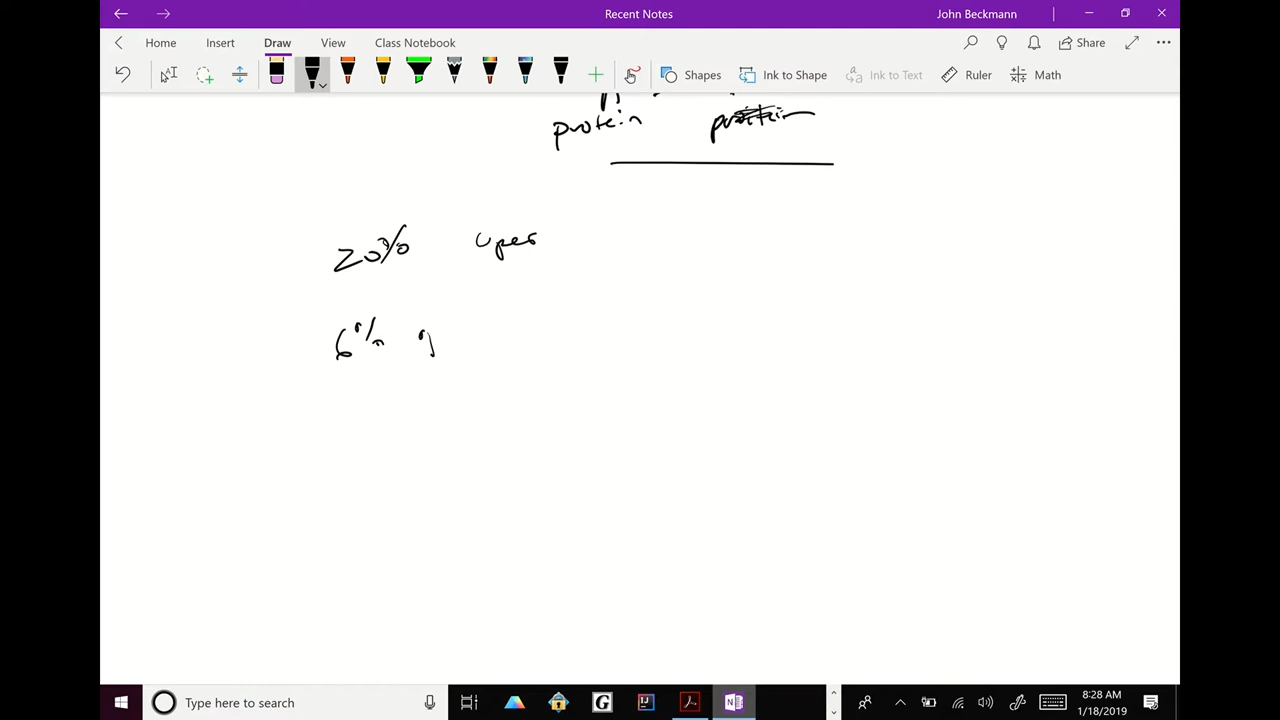 Recent Notes
John Beckmann
Home Insert Draw View Class Notebook
Share
Shapes
Ink to Shape
Ink to Text
Ruler
Math
protein
20%
6%
Type here to search
8:28 AM
1/18/2019